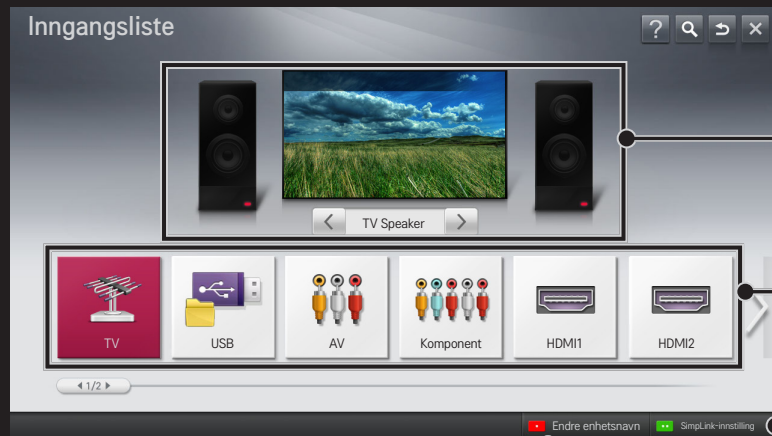 Inngangsliste
?
TV Speaker
TV
USB
AV
Komponent
HDMI1
HDMI2
1/2
Endre enhetsnavn
SimpLink-innstilling